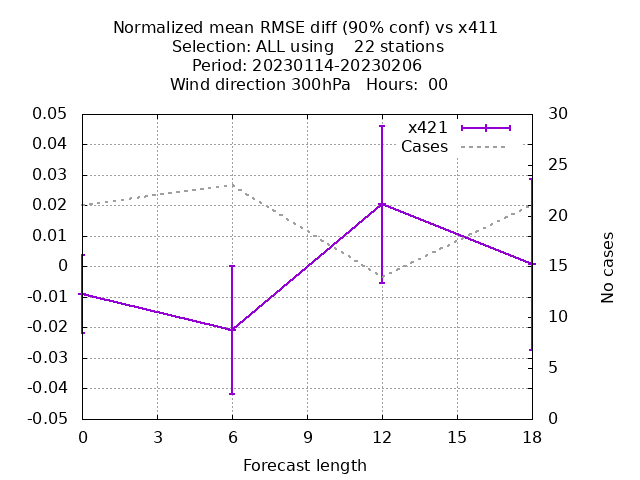 Normalized mean RMSE diff (90% conf) vs x411
Selection: ALL using    22 stations
Period: 20230114-20230206
Wind direction 300hPa   Hours:  00
0.05
0.04
0.03
0.02
0.01
0
-0.01
-0.02
-0.03
-0.04
-0.05
x421
Cases
30
25
20
15
10
5
0
No cases
0 3 6 9 12 15 18
Forecast length